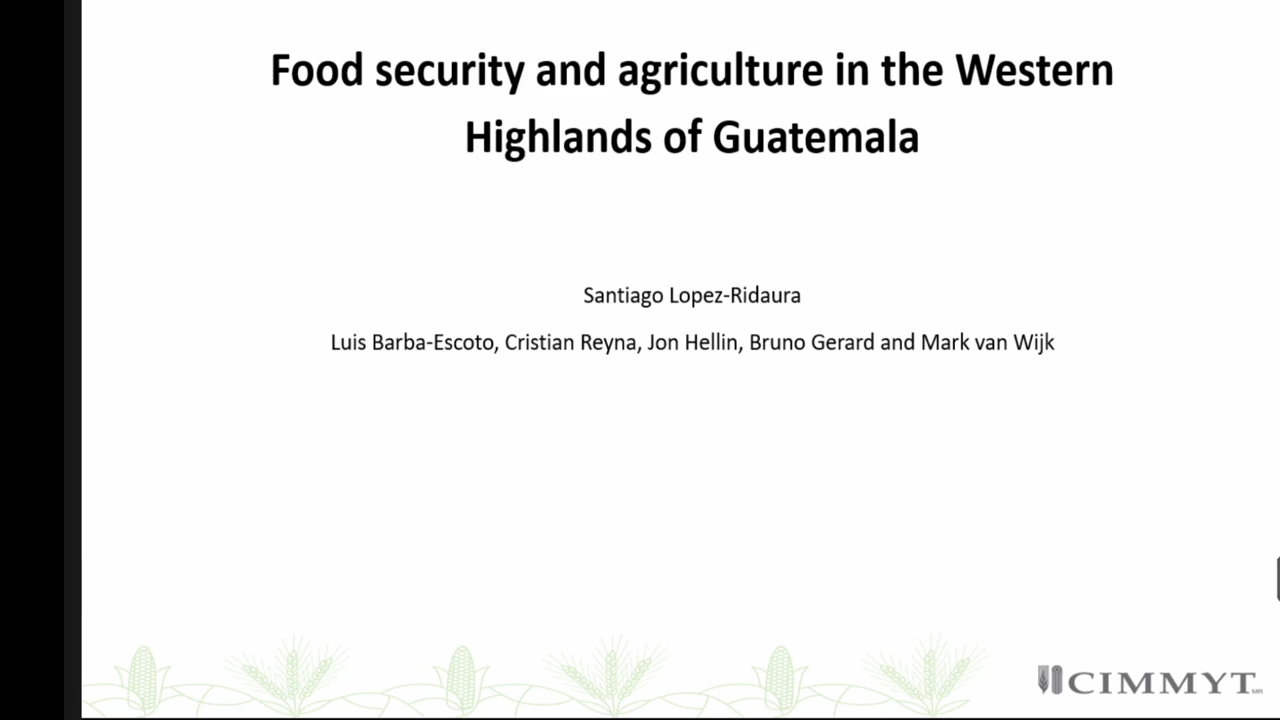 Food security and agriculture in the Western
Highlands of Guatemala
Santiago Lopez-Ridaura
Luis Barba-Escoto, Cristian Reyna, Jon Hellin, Bruno Gerard and Mark van Wijk
CIMMYT MR